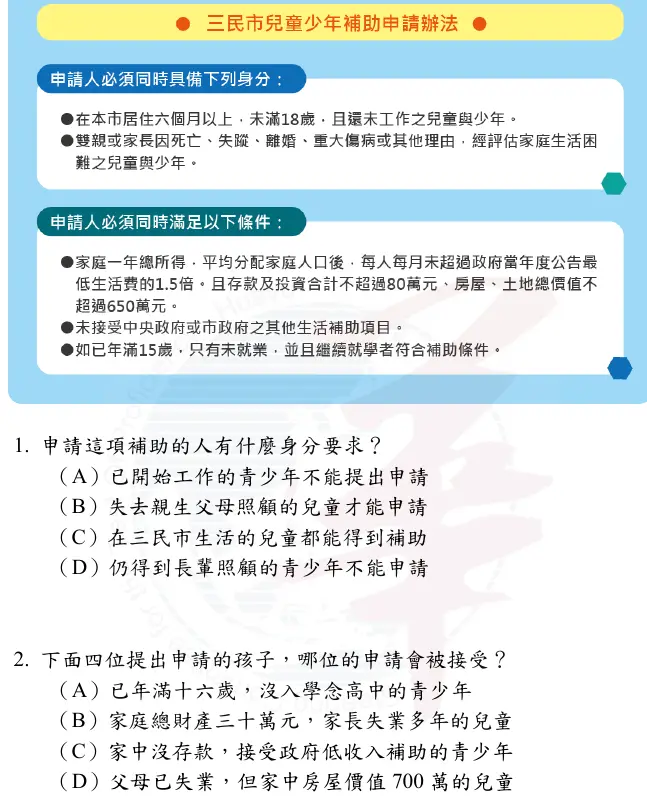 ● 三民市兒童少年補助申請辦法 ●
申請人必須同時具備下列身分：
●在本市居住六個月以上，未滿18歲，且還未工作之兒童與少年。
●雙親或家長因死亡、失蹤、離婚、重大傷病或其他理由，經評估家庭生活困
難之兒童與少年。
申請人必須同時滿足以下條件：
●家庭一年總所得，平均分配家庭人口後，每人每月未超過政府當年度公告最
低生活費的1.5倍。且存款及投資合計不超過80萬元、房屋、土地總價值不
超過650萬元。
●未接受中央政府或市政府之其他生活補助項目。
●如已年滿15歲，只有未就業，並且繼續就學者符合補助條件。
1. 申請這項補助的人有什麼身分要求？
（A）已開始工作的青少年不能提出申請
（B）失去親生父母照顧的兒童才能申請
（C）在三民市生活的兒童都能得到補助
（D）仍得到長輩照顧的青少年不能申請
2. 下面四位提出申請的孩子，哪位的申請會被接受？
（A）已年滿十六歲，沒入學念高中的青少年
（B）家庭總財產三十萬元，家長失業多年的兒童
（C）家中沒存款，接受政府低收入補助的青少年
（D）父母已失業，但家中房屋價值 700 萬的兒童